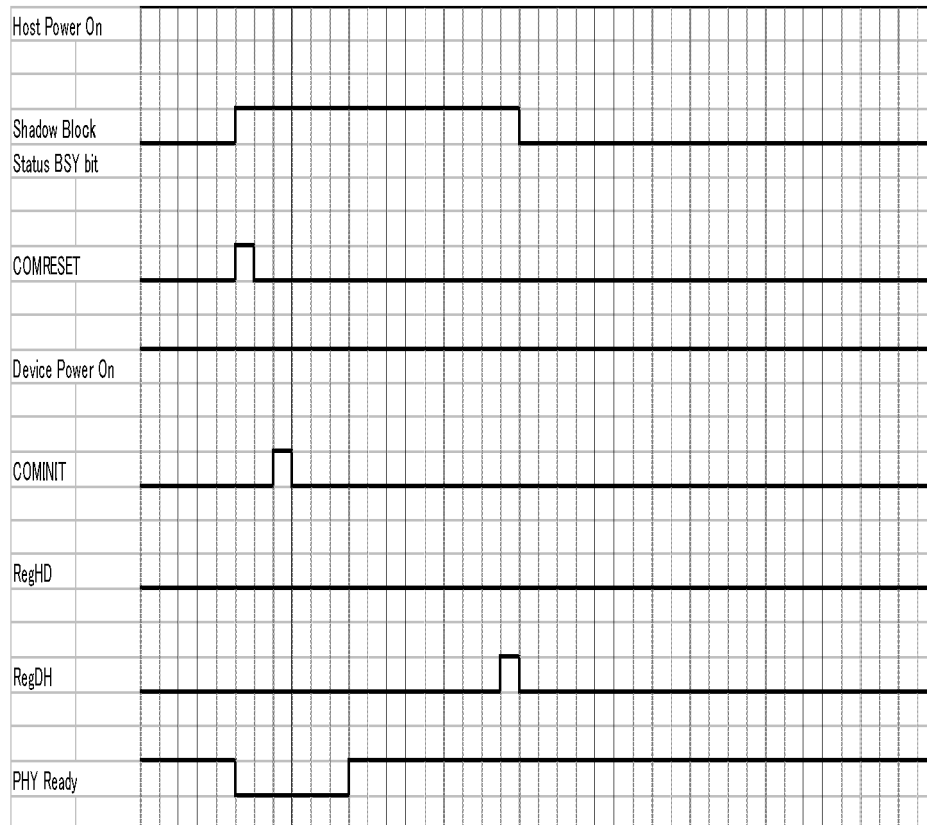 Host Power On
Shadow Block
Status BSY bit
COMRESET
Device Power On
COMINIT
RegHD
RegDH
PHY Ready